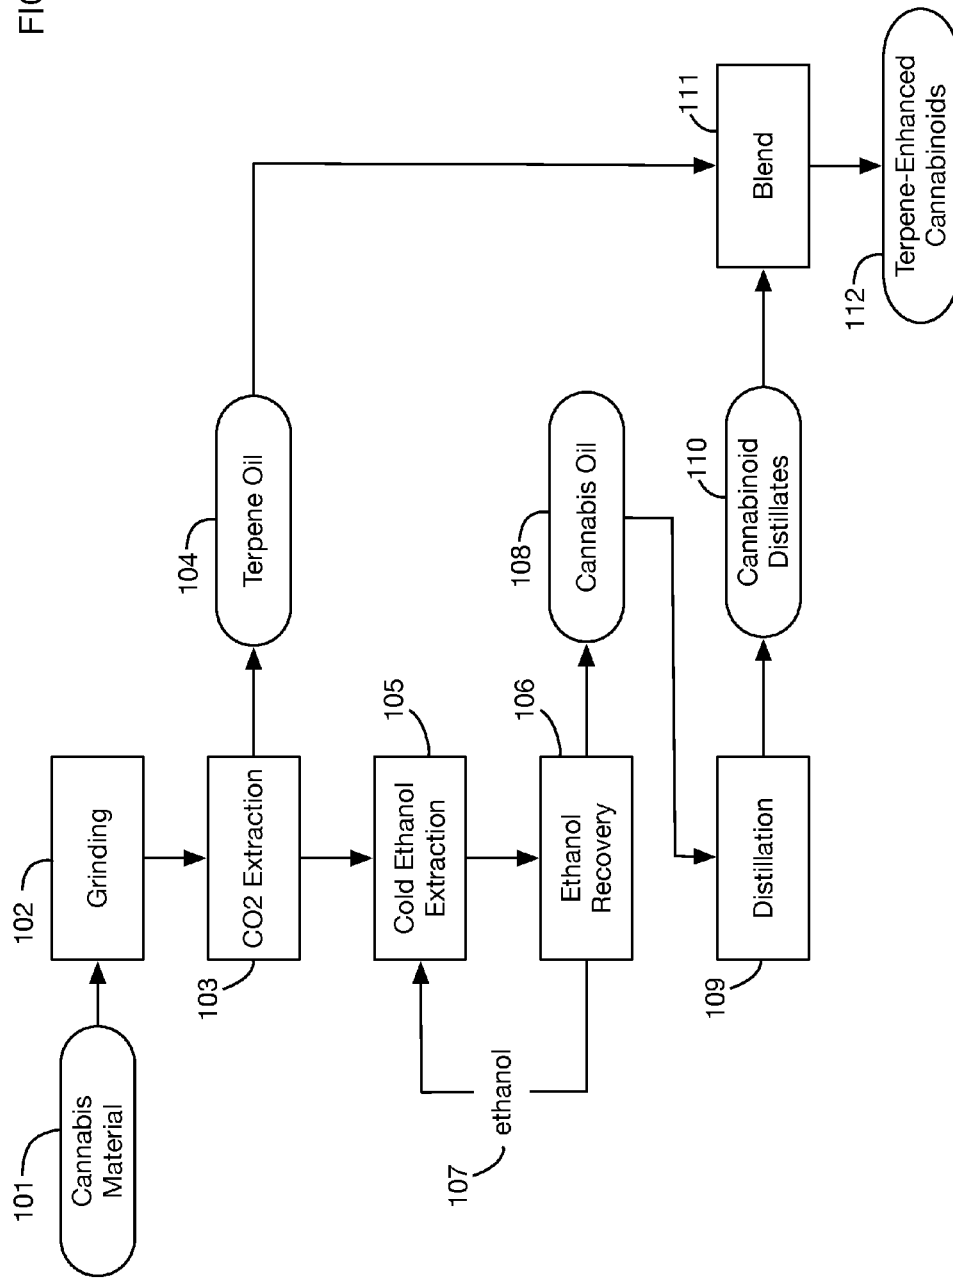 FIG
101
Cannabis
Material
102
Grinding
103
CO2 Extraction
104
Terpene Oil
105
Cold Ethanol
Extraction
107
ethanol
106
Ethanol
Recovery
108
Cannabis Oil
109
Distillation
110
Cannabinoid
Distillates
111
Blend
112
Terpene-Enhanced
Cannabinoids